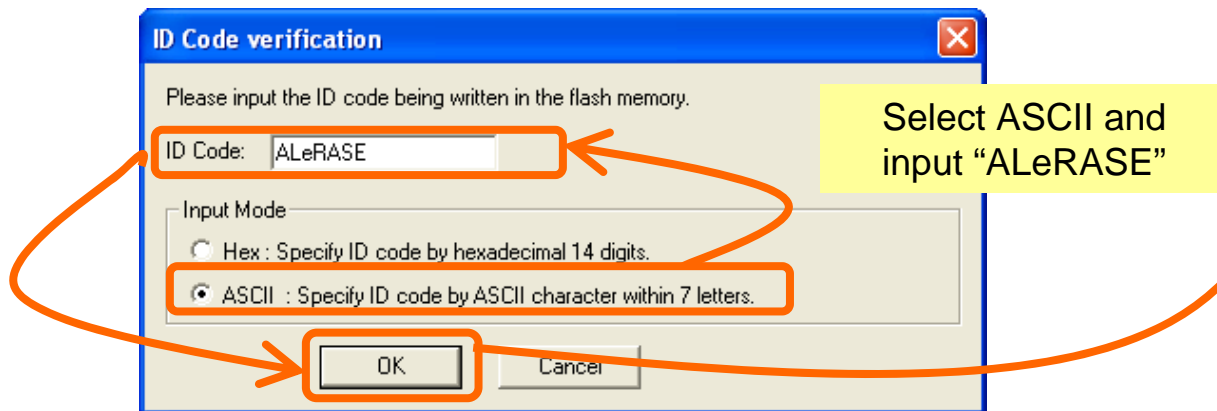 ID Code verification
Please input the ID code being written in the flash memory.
ID Code: ALeRASE
Select ASCII and
input “ALeRASE”
Input Mode
Hex : Specify ID code by hexadecimal 14 digits.
ASCII : Specify ID code by ASCII character within 7 letters.
OK Cancel